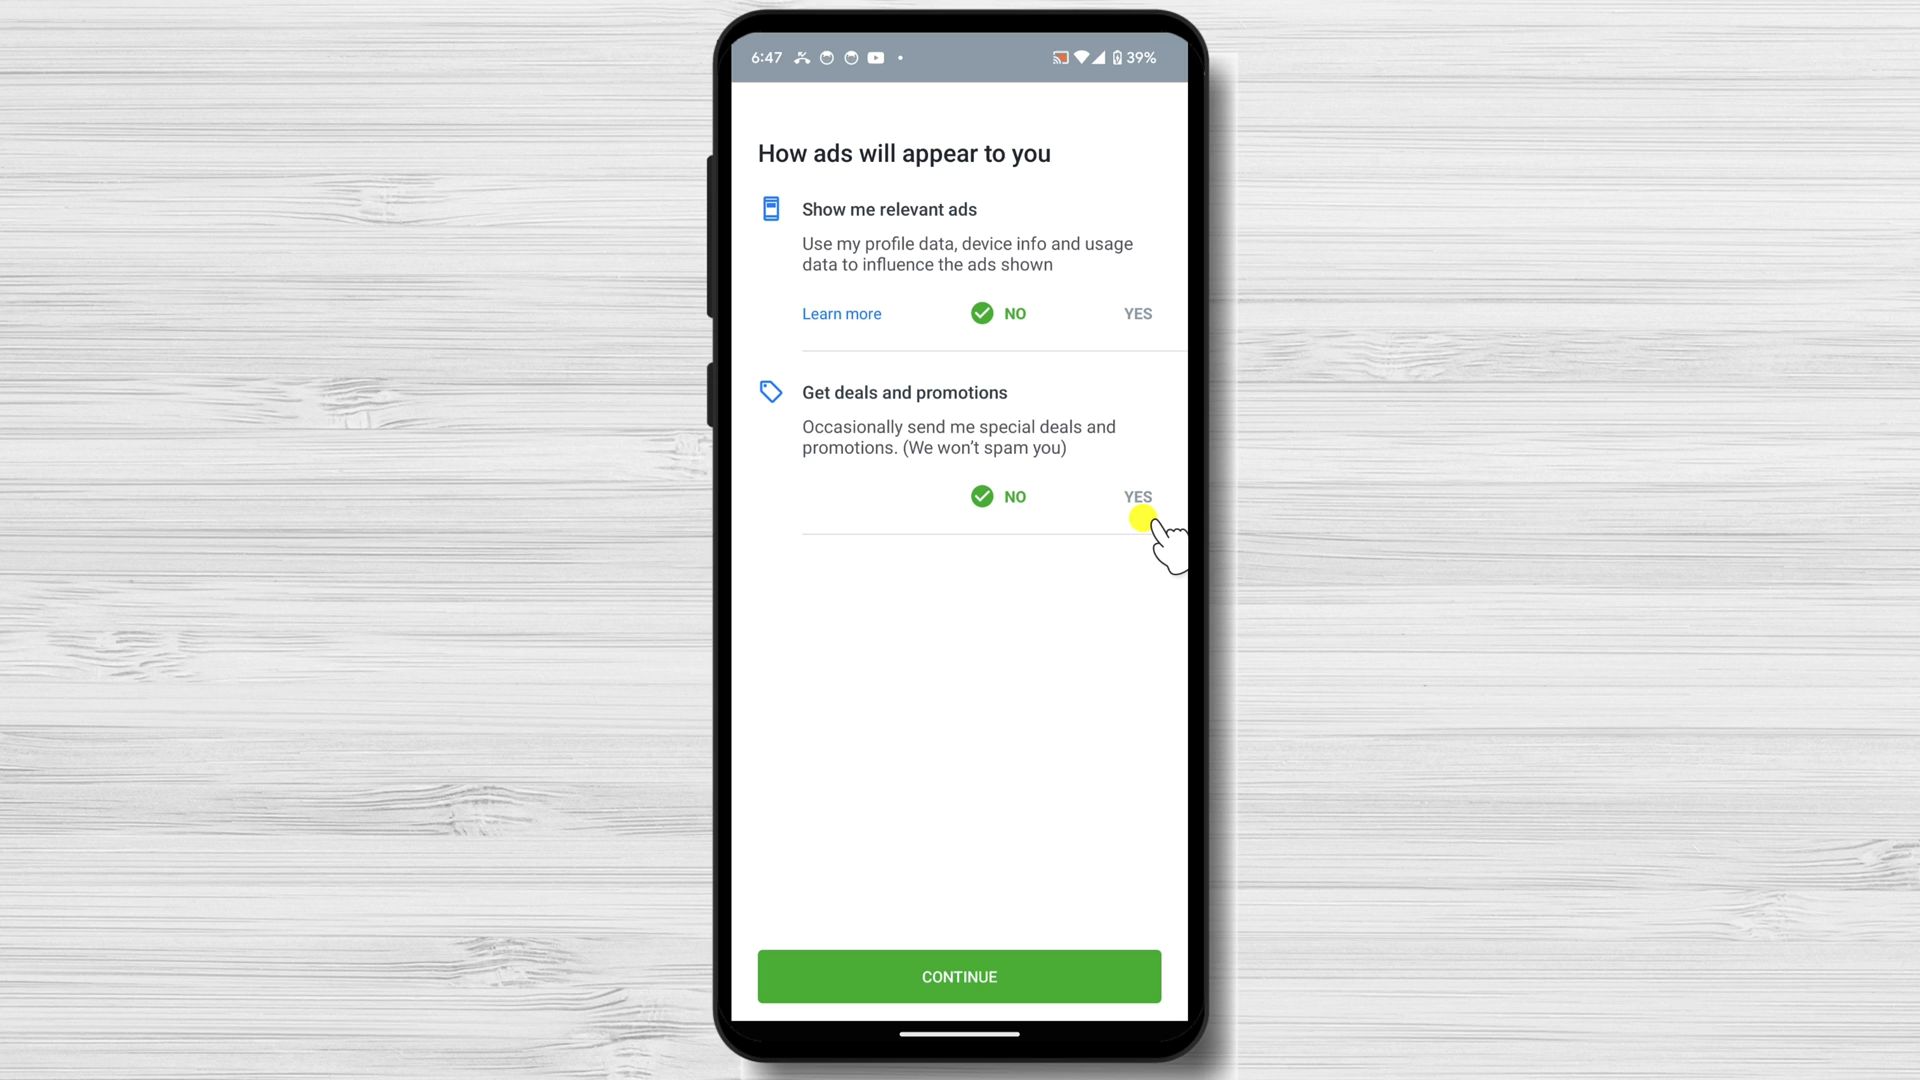 6:47
39%
How ads will appear to you
Show me relevant ads
Use my profile data, device info and usage
data to influence the ads shown
Learn more NO YES
Get deals and promotions
Occasionally send me special deals and
promotions. (We won't spam you)
NO YES
CONTINUE